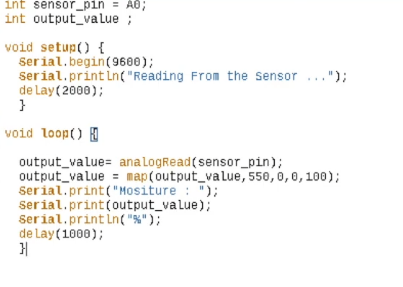 int sensor_pin = A0;
int output_value ;
void setup() {
Serial.begin(9600);
Serial.println("Reading From the Sensor ...");
delay(2000);
}
void loop() {
output_value= analogRead(sensor_pin);
output_value = map(output_value,550,0,0,100);
Serial.print("Mositure : ");
Serial.print(output_value);
Serial.println("%");
delay(1000);
}